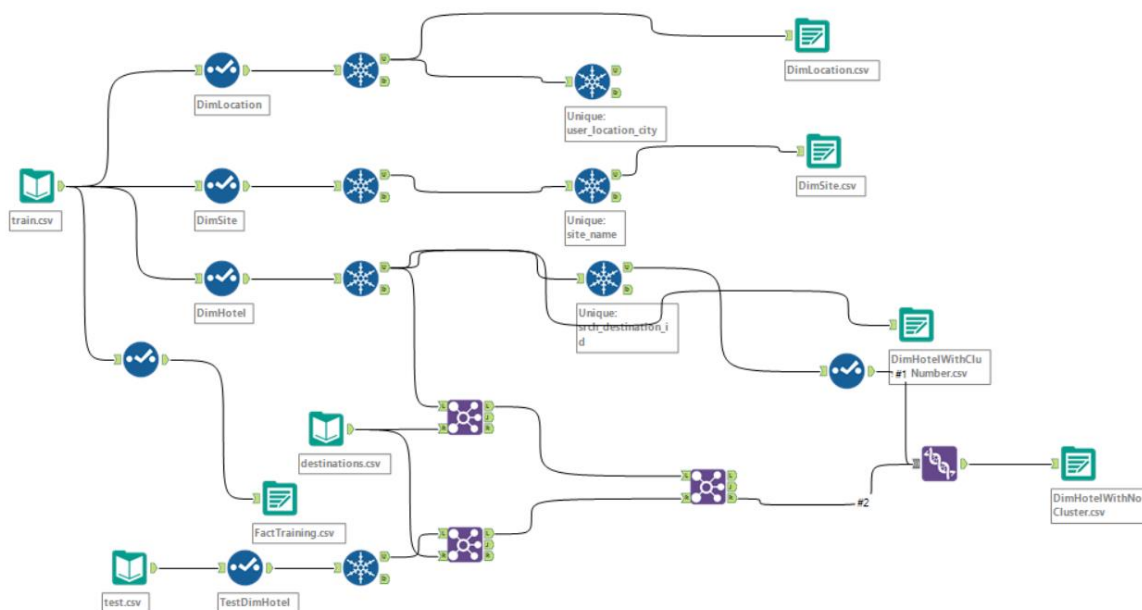 DimLocation.csv
DimLocation
Unique:
user_location_city
train.csv
DimSite
Unique:
site_name
DimSite.csv
DimHotel
Unique:
srch_destination_i
d
DimHotelWithClu
Number.csv
#1
destinations.csv
FactTraining.csv
#2
DimHotelWithNo
Cluster.csv
test.csv
TestDimHotel